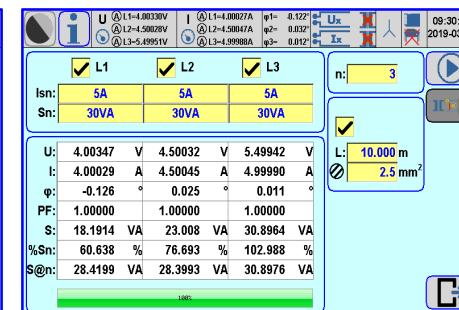 U L1=4.00330V I L1=4.00027A φ1= -0.122° Ux 09:30:
A L2=4.50028V L2=4.50047A φ2= 0.032° 2019-03
L3=5.49951V L3=4.99988A φ3= 0.012° Ix
L1 L2 L3
n: 3
Isn: 5A 5A 5A
Sn: 30VA 30VA 30VA
L: 10.000 m
2.5 mm²
U: 4.00347 V 4.50032 V 5.49942 V
I: 4.00029 A 4.50045 A 4.99990 A
φ: -0.126 ° 0.025 ° 0.011 °
PF: 1.00000 1.00000 1.00000
S: 18.1914 VA 23.008 VA 30.8964 VA
%Sn: 60.638 % 76.693 % 102.988 %
S@n: 28.4199 VA 28.3993 VA 30.8976 VA
100%